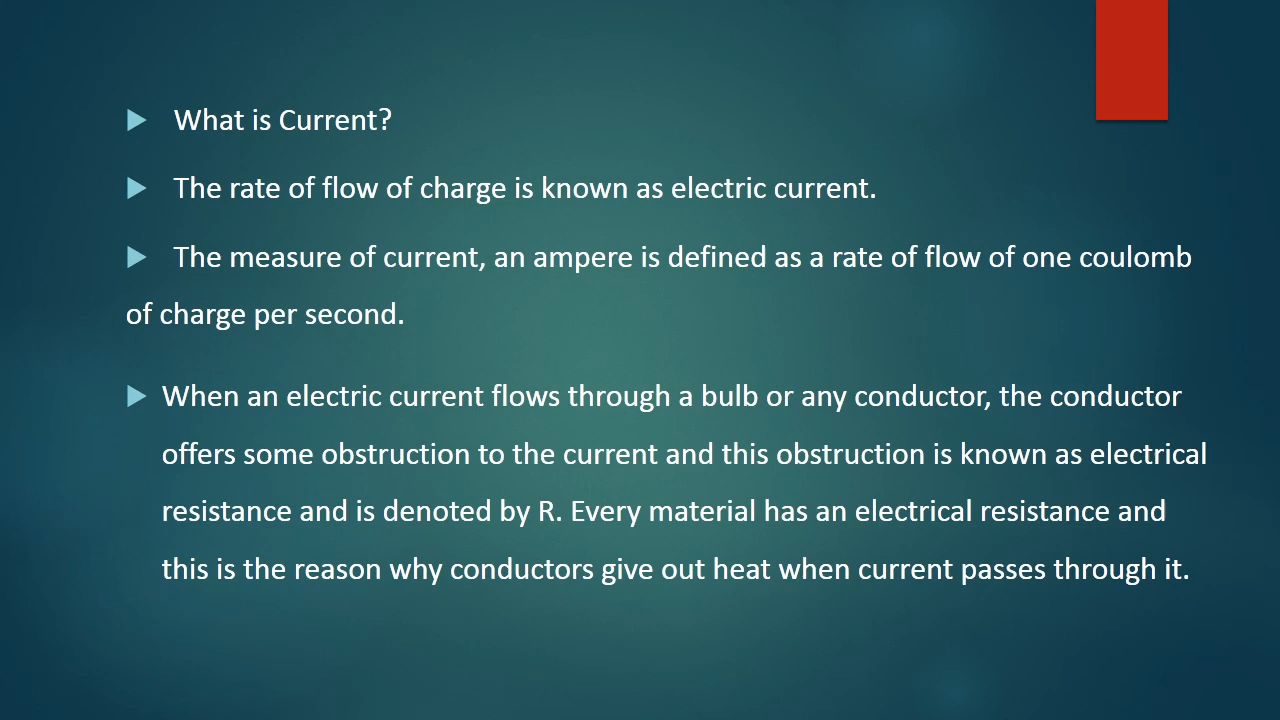 What is Current?
The rate of flow of charge is known as electric current.
The measure of current, an ampere is defined as a rate of flow of one coulomb
of charge per second.
When an electric current flows through a bulb or any conductor, the conductor
offers some obstruction to the current and this obstruction is known as electrical
resistance and is denoted by R. Every material has an electrical resistance and
this is the reason why conductors give out heat when current passes through it.